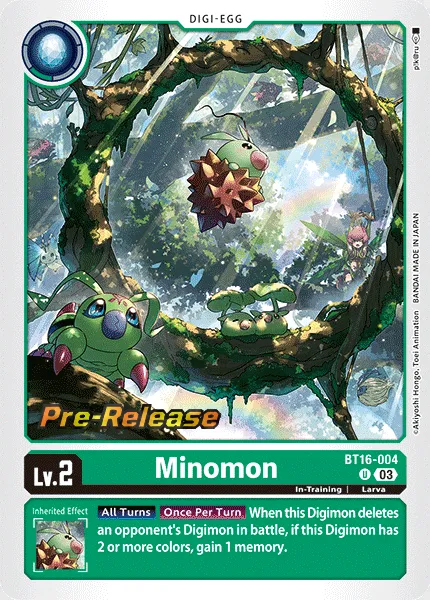 DIGI-EGG
p!k@ru
©Akiyoshi Hongo, Toei Animation BANDAI MADE IN JAPAN
Pre-Release
Lv.2
Minomon
BT16-004
U 03
In-Training | Larva
Inherited Effect
All Turns Once Per Turn When this Digimon deletes
an opponent's Digimon in battle, if this Digimon has
2 or more colors, gain 1 memory.